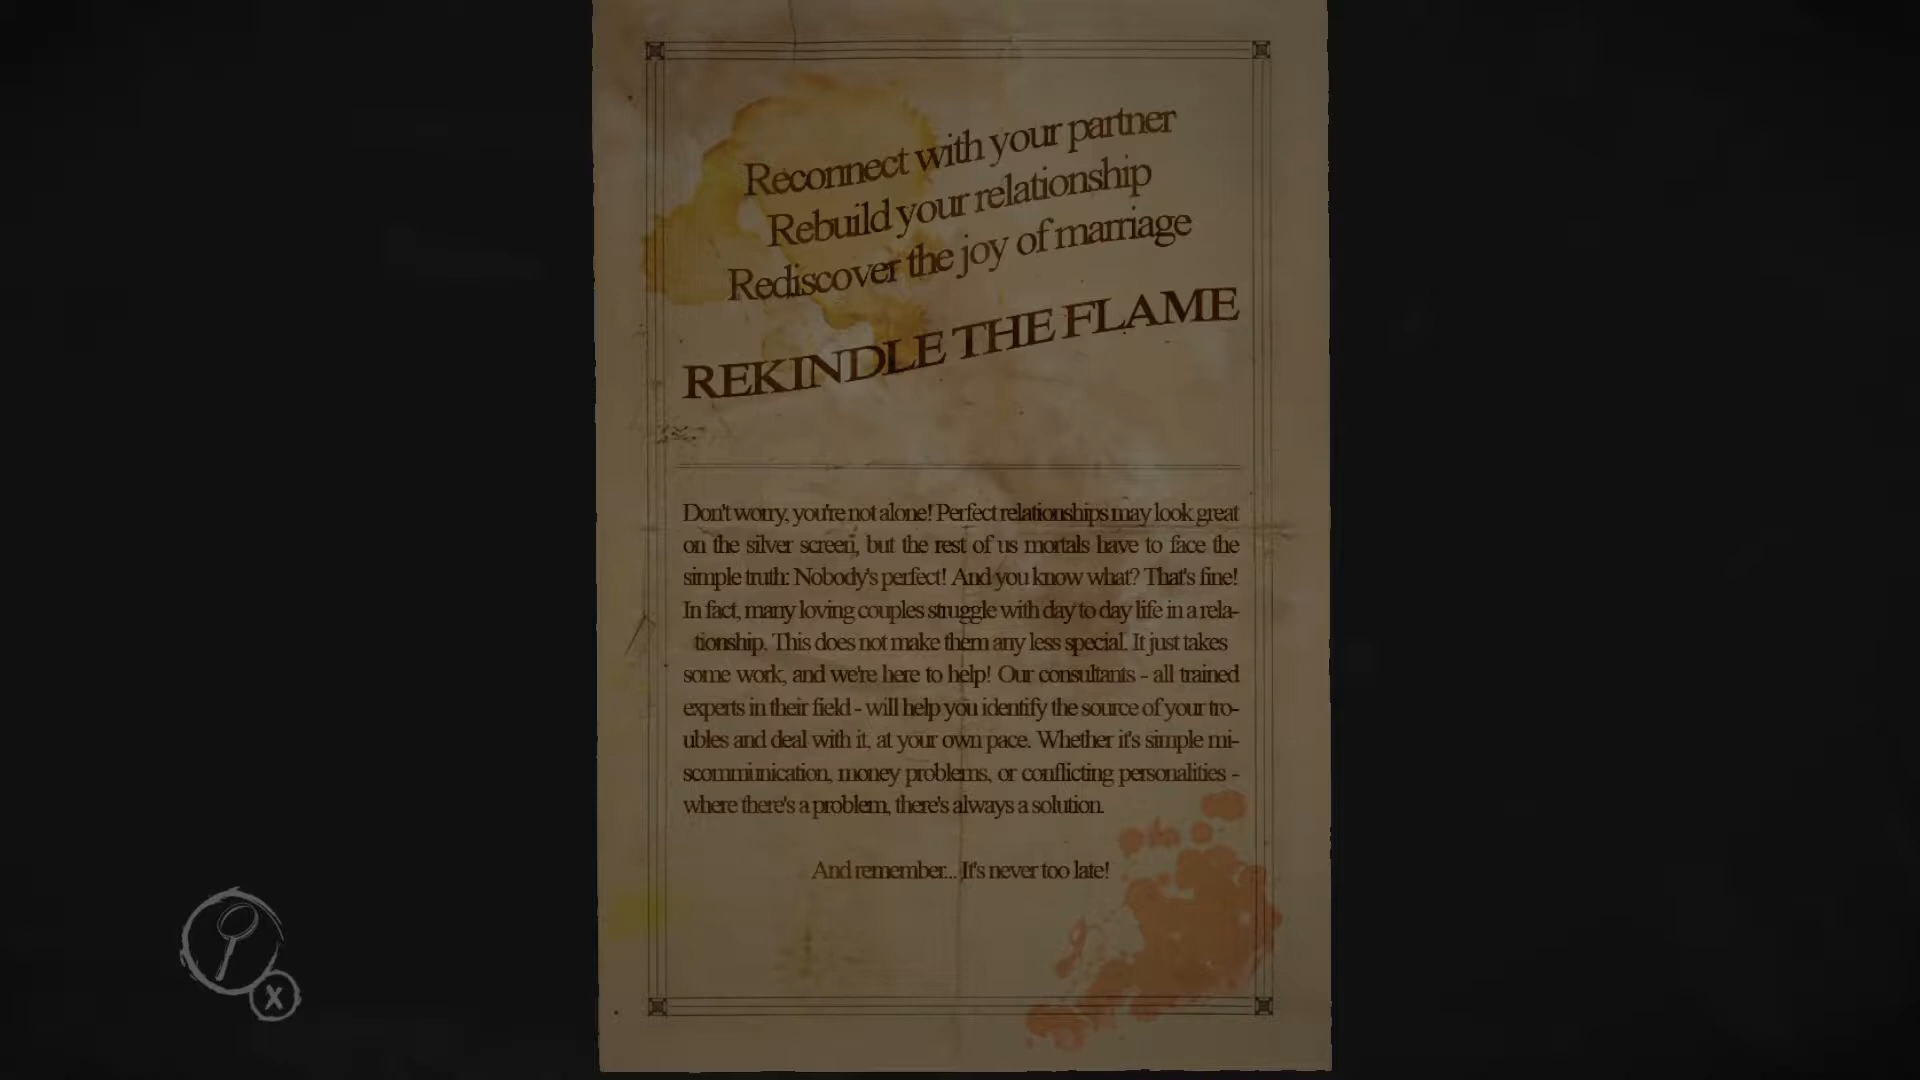 Reconnect with your partner
Rebuild your relationship
Rediscover the joy of marriage
REKINDLE THE FLAME
Don't worry, you're not alone! Perfect relationships may look great
on the silver screen, but the rest of us mortals have to face the
simple truth: Nobody's perfect! And you know what? That's fine!
In fact, many loving couples struggle with day to day life in a rela-
tionship. This does not make them any less special. It just takes
some work, and we're here to help! Our consultants - all trained
experts in their field - will help you identify the source of your tro-
ubles and deal with it, at your own pace. Whether it's simple mi-
scommunication, money problems, or conflicting personalities -
where there's a problem, there's always a solution.
And remember... It's never too late!
X